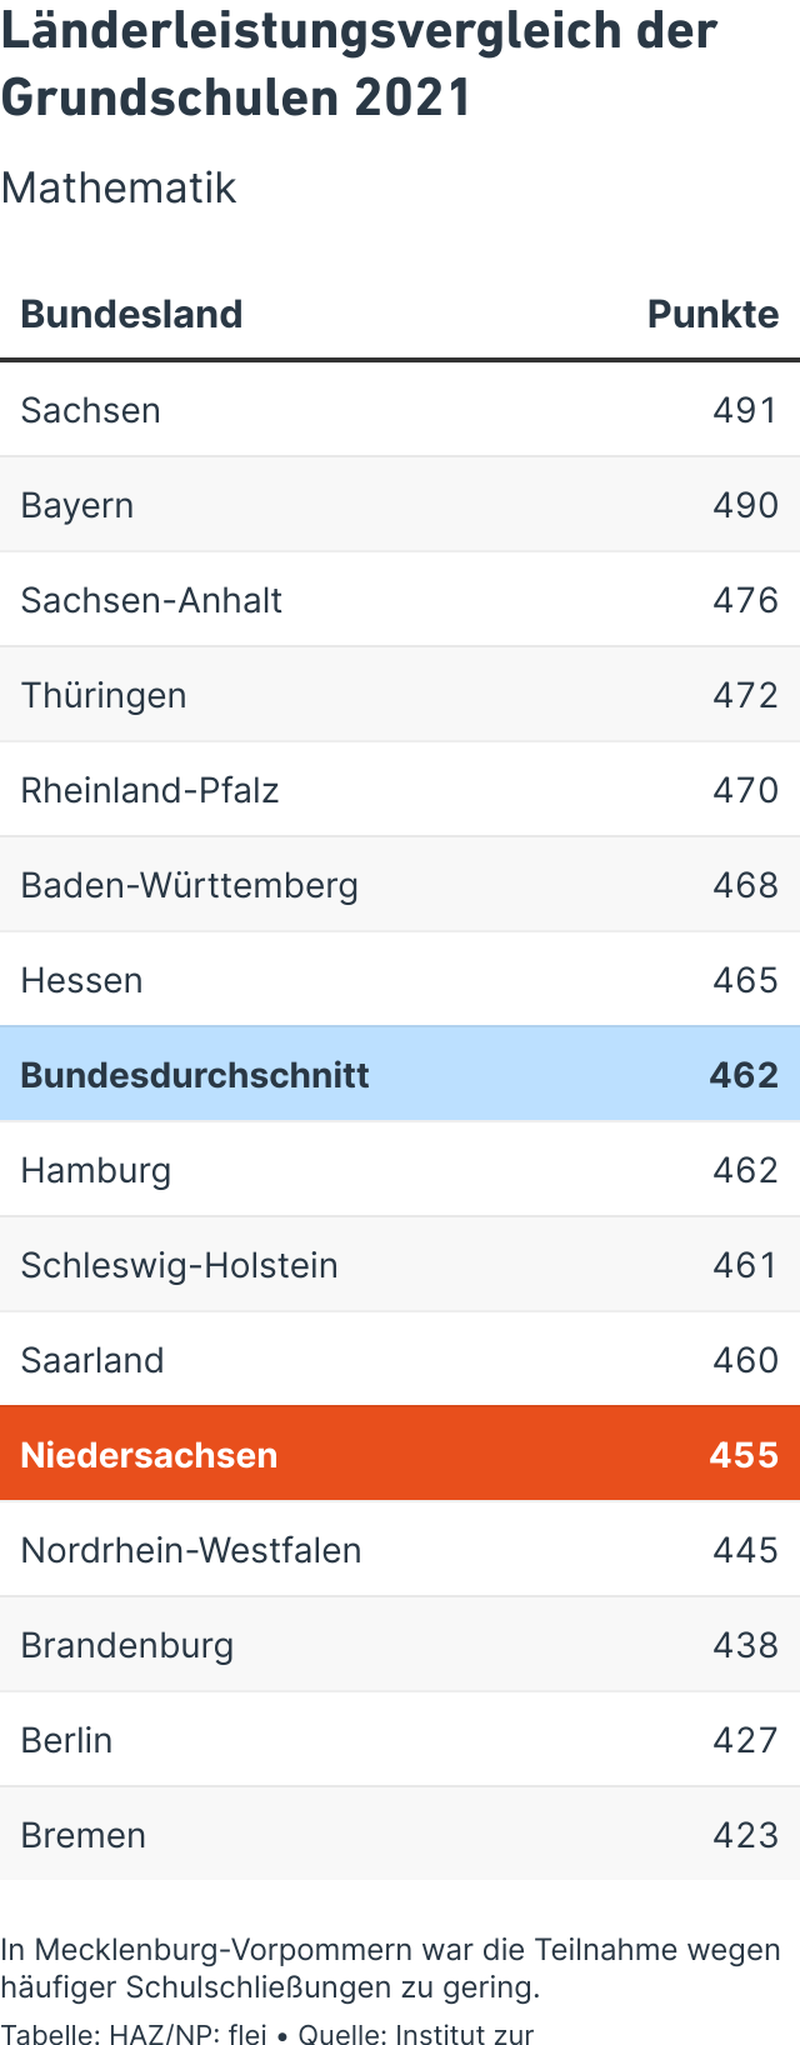 Länderleistungsvergleich der
Grundschulen 2021
Mathematik
Bundesland Punkte
Sachsen 491
Bayern 490
Sachsen-Anhalt 476
Thüringen 472
Rheinland-Pfalz 470
Baden-Württemberg 468
Hessen 465
Bundesdurchschnitt 462
Hamburg 462
Schleswig-Holstein 461
Saarland 460
Niedersachsen 455
Nordrhein-Westfalen 445
Brandenburg 438
Berlin 427
Bremen 423
In Mecklenburg-Vorpommern war die Teilnahme wegen
häufiger Schulschließungen zu gering.
Tabelle: HAZ/NP: flei • Quelle: Institut zur